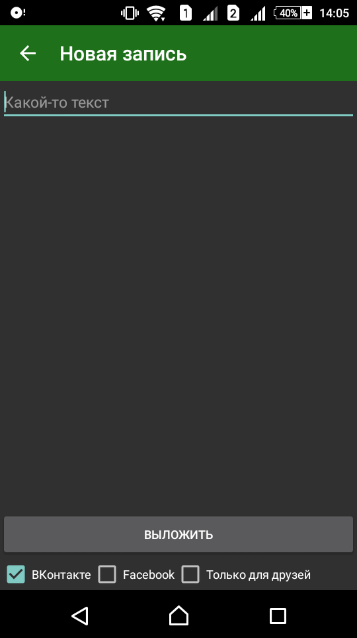 1 2 40% 14:05
Новая запись
Какой-то текст
ВЫЛОЖИТЬ
ВКонтакте Facebook Только для друзей